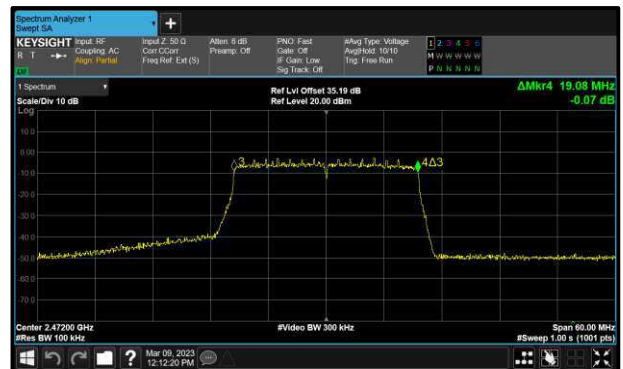 Spectrum Analyzer 1
Swept SA
+
KEYSIGHT Input: RF Input Z: 50 Ω Atten: 6 dB PNO: Fast #Avg Type: Voltage 1 2 3 4 5 6
R T Coupling: AC Corr CCorr Preamp: Off Gate: Off Avg|Hold: 10/10 M W W W W W
Align: Partial Freq Ref: Ext (S) IF Gain: Low Trig: Free Run
Sig Track: Off P N N N N N
1 Spectrum Ref Lvl Offset 35.19 dB ΔMkr4 19.08 MHz
Scale/Div 10 dB Ref Level 20.00 dBm -0.07 dB
Log
10.0
0.00
3 4Δ3
-10.0
-20.0
-30.0
-40.0
-50.0
-60.0
-70.0
Center 2.47200 GHz #Video BW 300 kHz Span 60.00 MHz
#Res BW 100 kHz #Sweep 1.00 s (1001 pts)
? Mar 09, 2023
12:12:20 PM